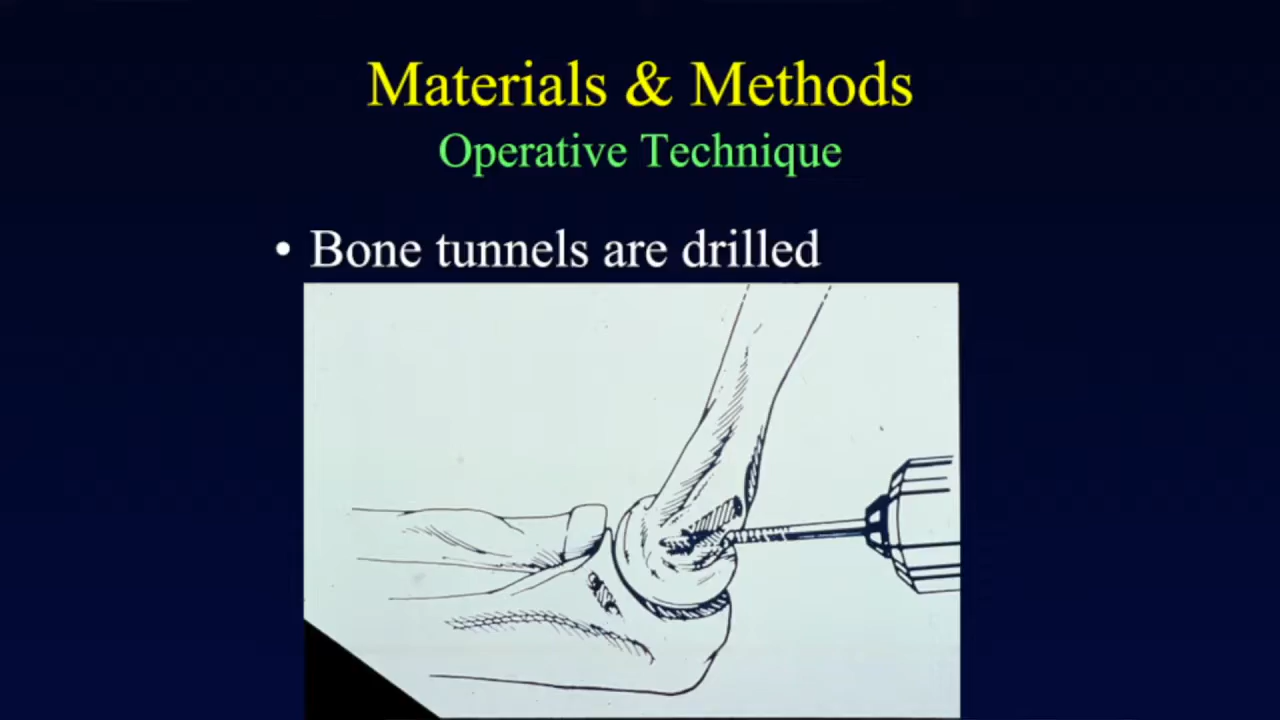 Materials & Methods
Operative Technique
• Bone tunnels are drilled